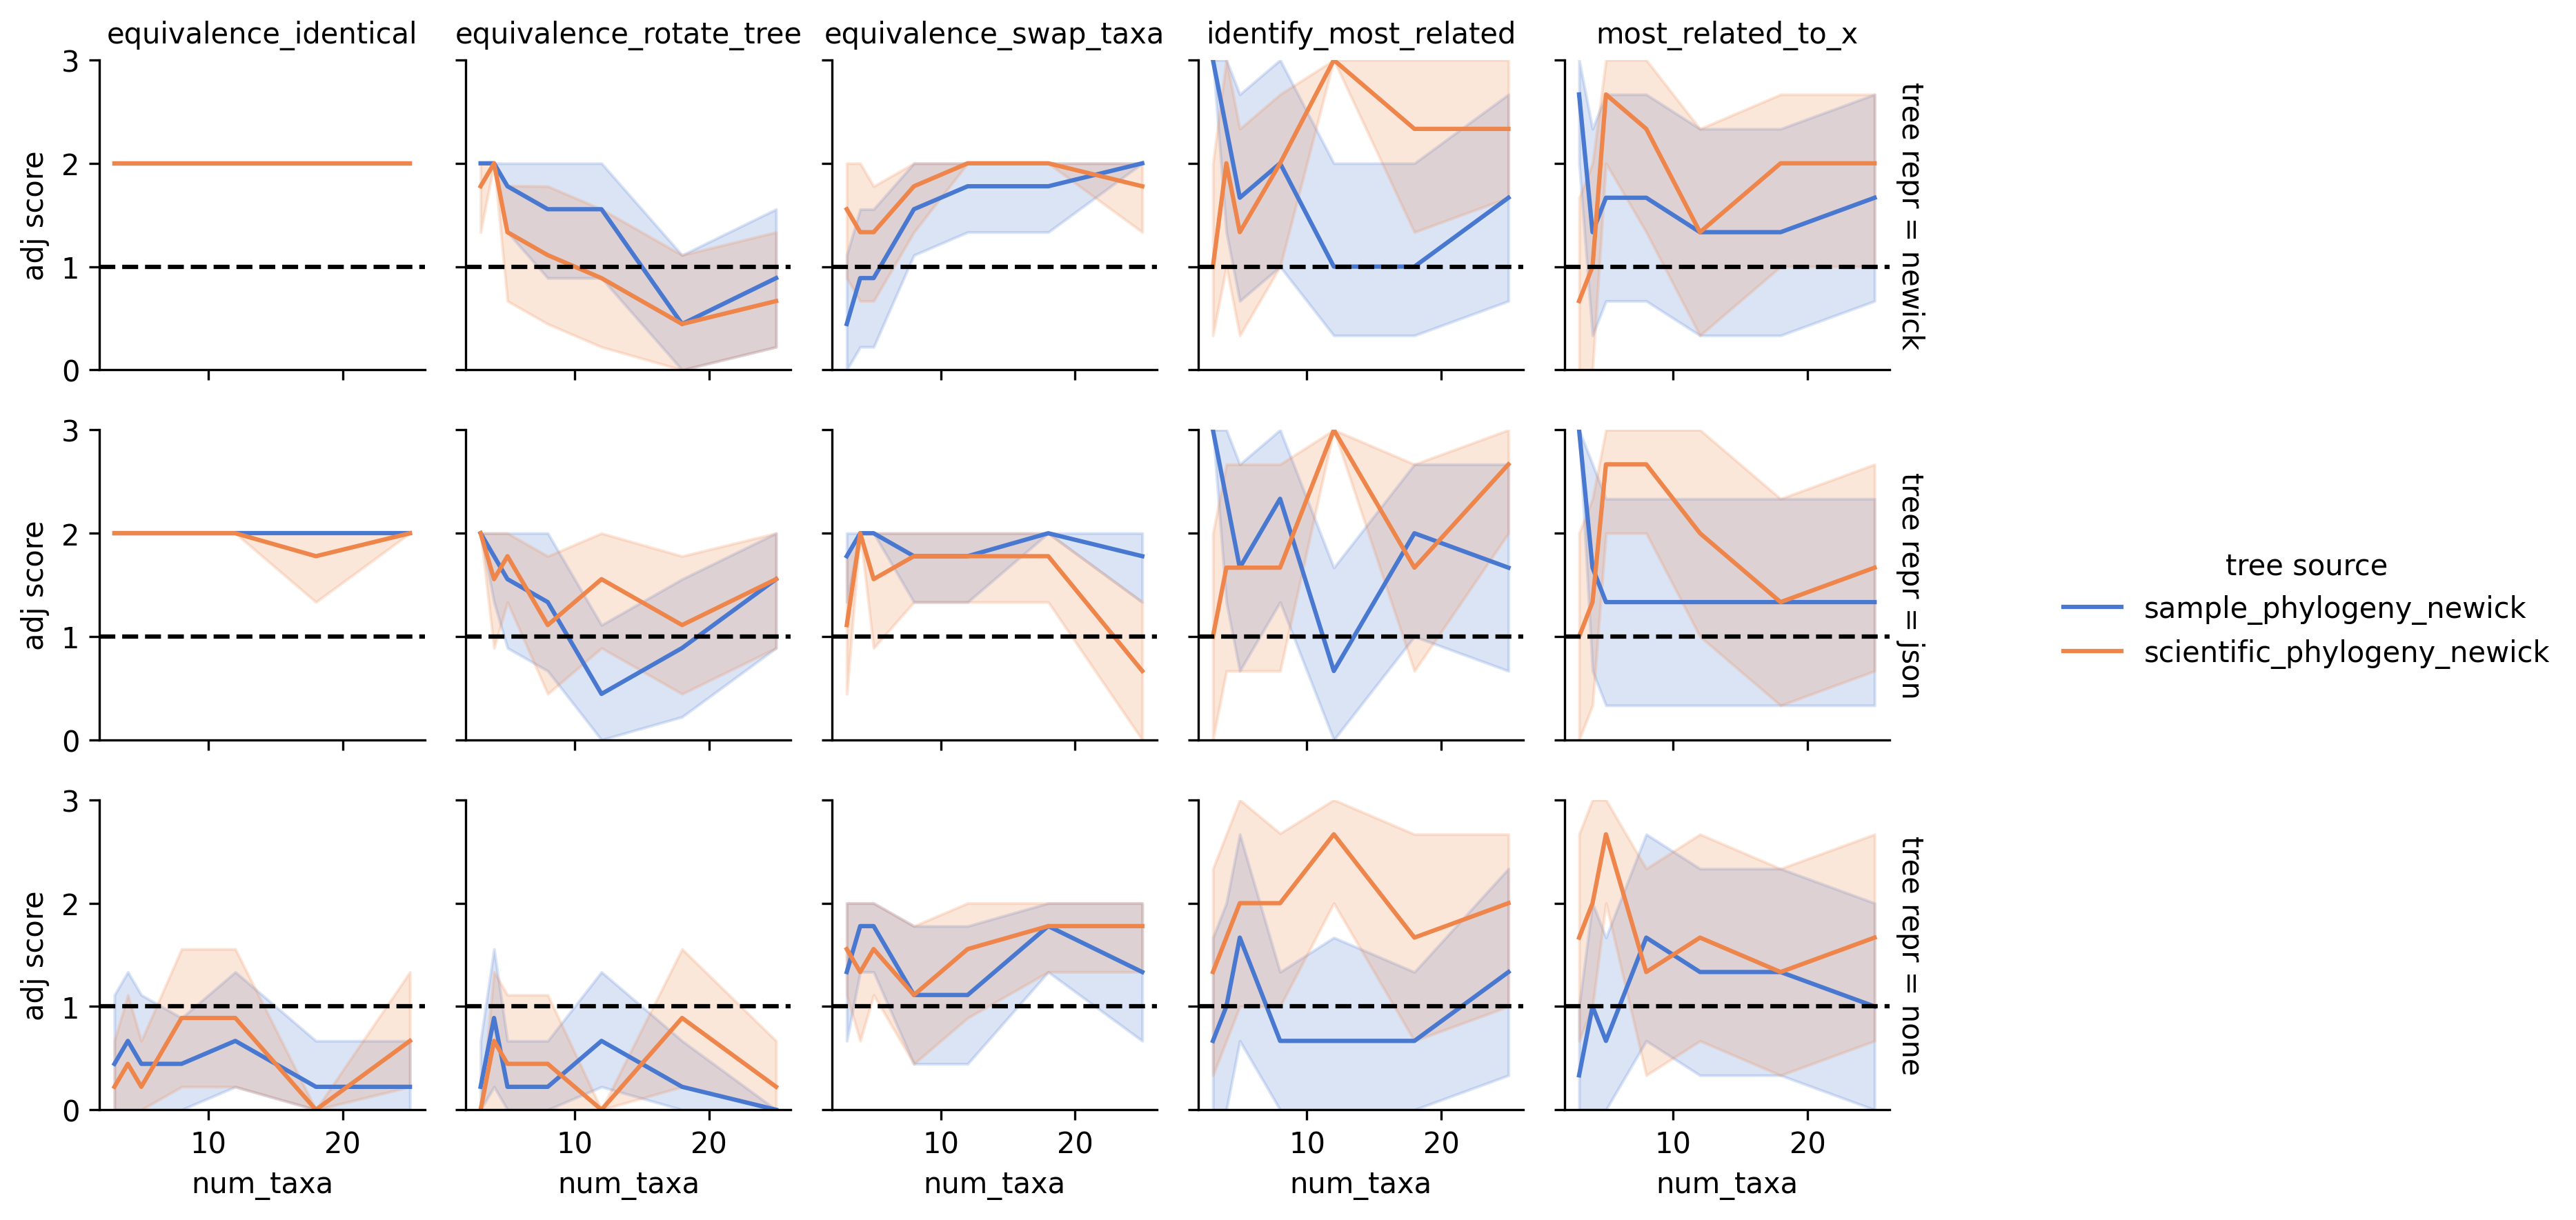 equivalence_identical equivalence_rotate_tree equivalence_swap_taxa identify_most_related most_related_to_x
3
2
1
0
adj score
tree repr = newick
3
2
1
0
adj score
tree repr = json
tree source
sample_phylogeny_newick
scientific_phylogeny_newick
3
2
1
0
adj score
tree repr = none
10 20 10 20 10 20 10 20 10 20
num_taxa num_taxa num_taxa num_taxa num_taxa